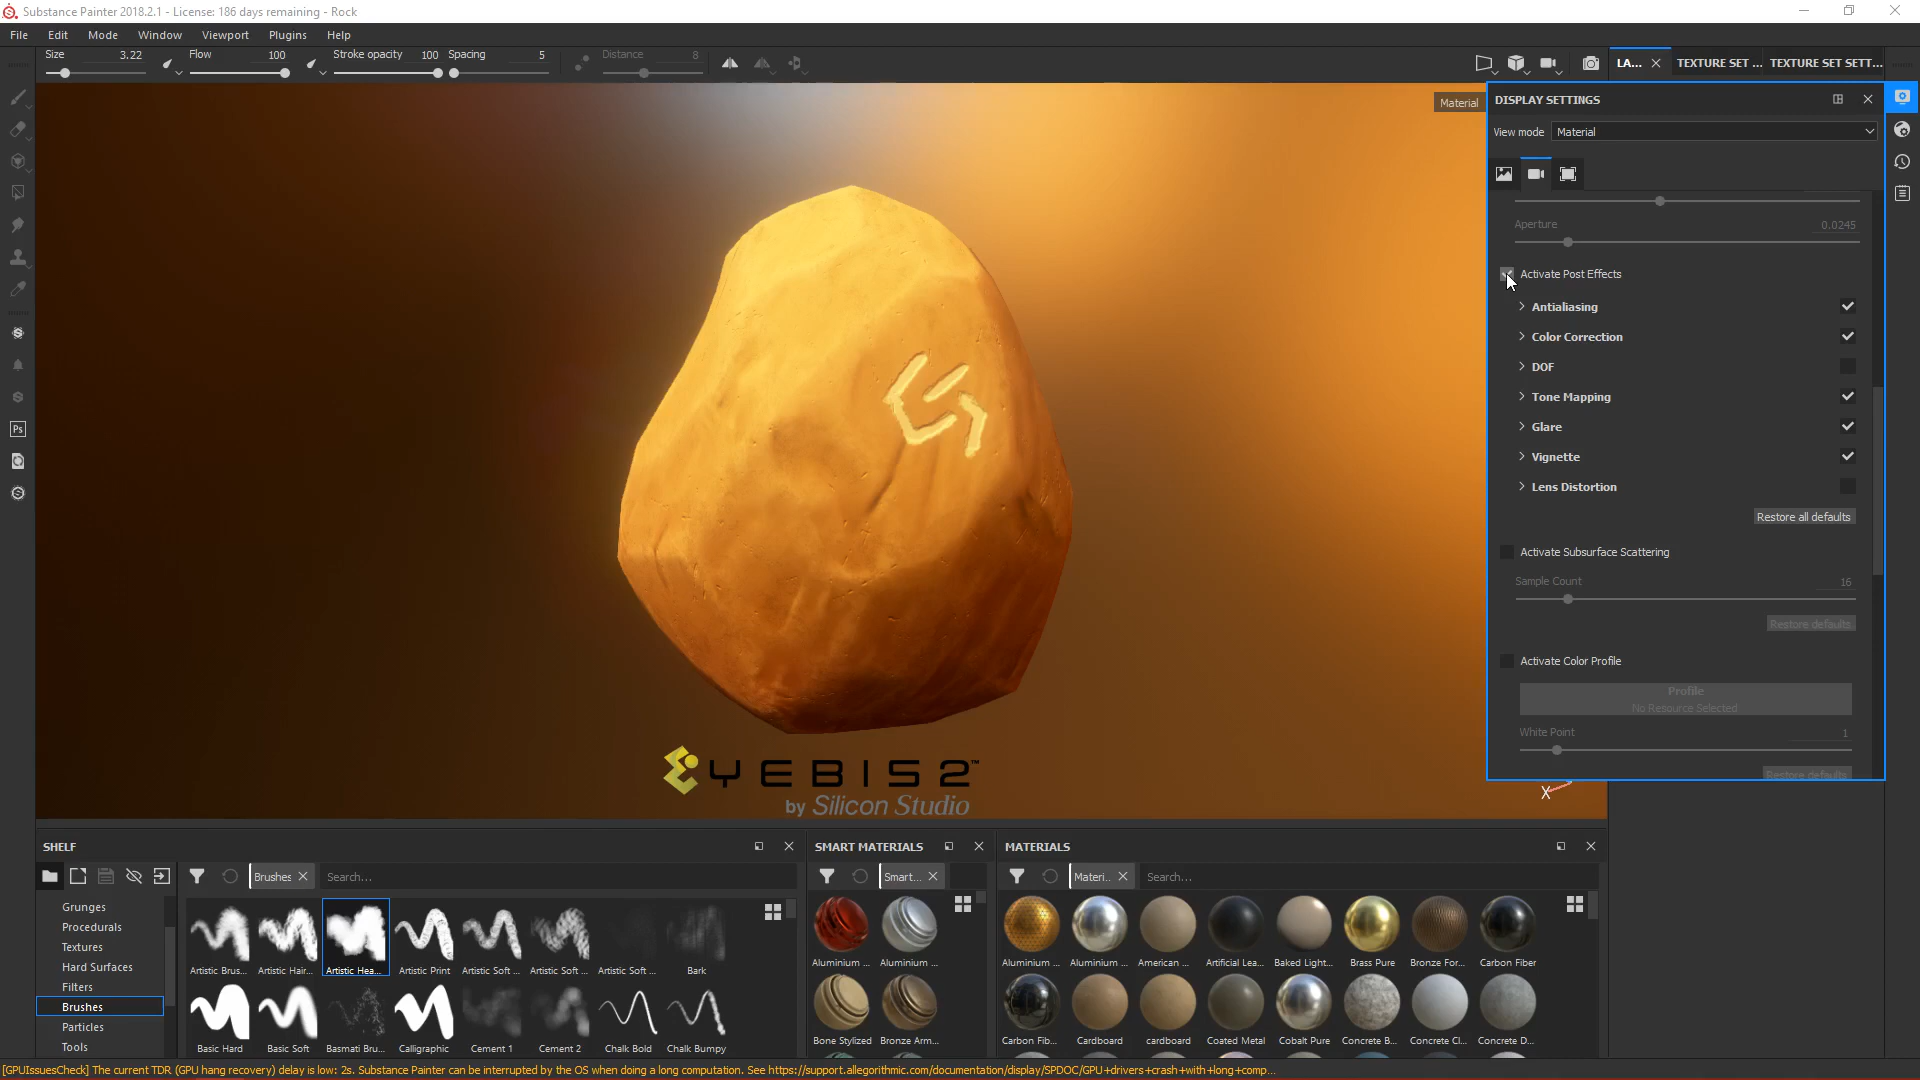 Substance Painter 2018.2.1 - License: 186 days remaining - Rock
File Edit Mode Window Viewport Plugins Help
Size 3.22 Flow 100 Stroke opacity 100 Spacing 5 Distance 8
LA... TEXTURE SET ... TEXTURE SET SETT...
Material
DISPLAY SETTINGS
View mode Material
Aperture 0.0245
Activate Post Effects
Antialiasing
Color Correction
DOF
Tone Mapping
Glare
Vignette
Lens Distortion
Restore all defaults
Activate Subsurface Scattering
Sample Count 16
Restore defaults
Activate Color Profile
Profile
No Resource Selected
White Point 1
Restore defaults
Ps
YEBIS 2™
by Silicon Studio
X
SHELF
Brushes Search...
Grunges
Procedurals
Textures
Hard Surfaces
Filters
Brushes
Particles
Tools
Artistic Brus... Artistic Hair... Artistic Hea... Artistic Print Artistic Soft ... Artistic Soft ... Artistic Soft ... Bark
Basic Hard Basic Soft Basmati Bru... Calligraphic Cement 1 Cement 2 Chalk Bold Chalk Bumpy
SMART MATERIALS
Smart...
Aluminium ... Aluminium ...
Bone Stylized Bronze Arm...
MATERIALS
Materi.. Search...
Aluminium ... Aluminium ... American ... Artificial Lea... Baked Light... Brass Pure Bronze For... Carbon Fiber
Carbon Fib... Cardboard cardboard Coated Metal Cobalt Pure Concrete B... Concrete Cl... Concrete D...
[GPUIssuesCheck] The current TDR (GPU hang recovery) delay is low: 2s. Substance Painter can be interrupted by the OS when doing a long computation. See https://support.allegorithmic.com/documentation/display/SPDOC/GPU+drivers+crash+with+long+comp...